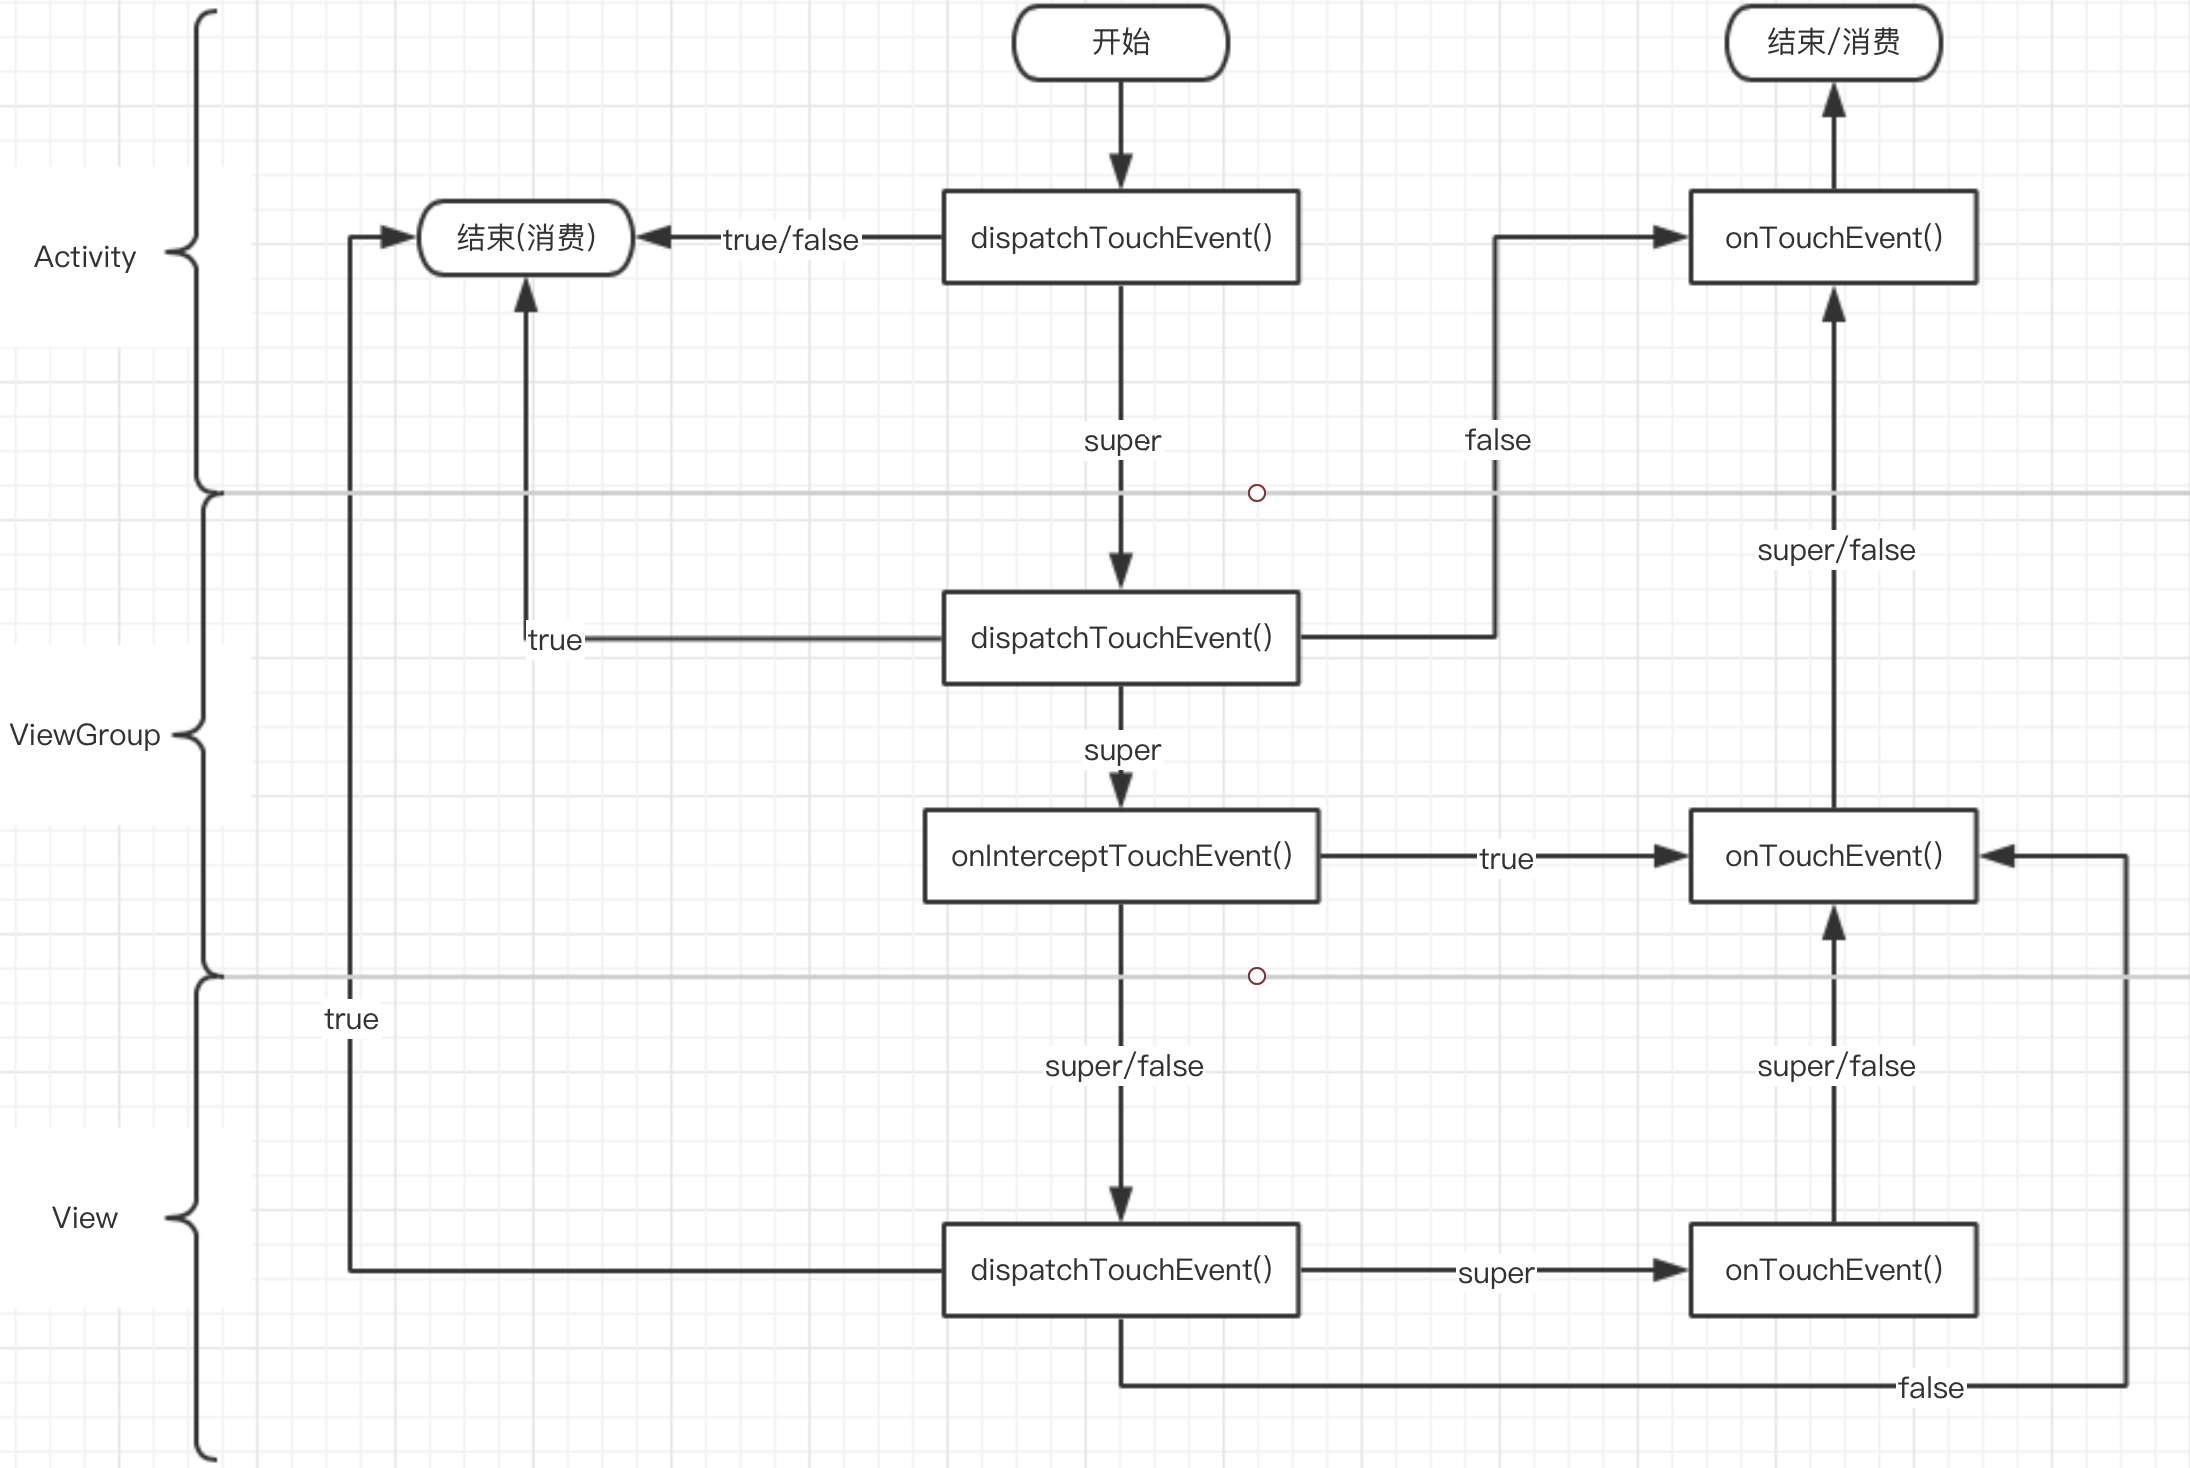 开始
结束/消费
Activity
结束(消费)
true/false
dispatchTouchEvent()
onTouchEvent()
super
false
super/false
true
dispatchTouchEvent()
ViewGroup
super
onInterceptTouchEvent()
true
onTouchEvent()
true
super/false
super/false
View
dispatchTouchEvent()
super
onTouchEvent()
false